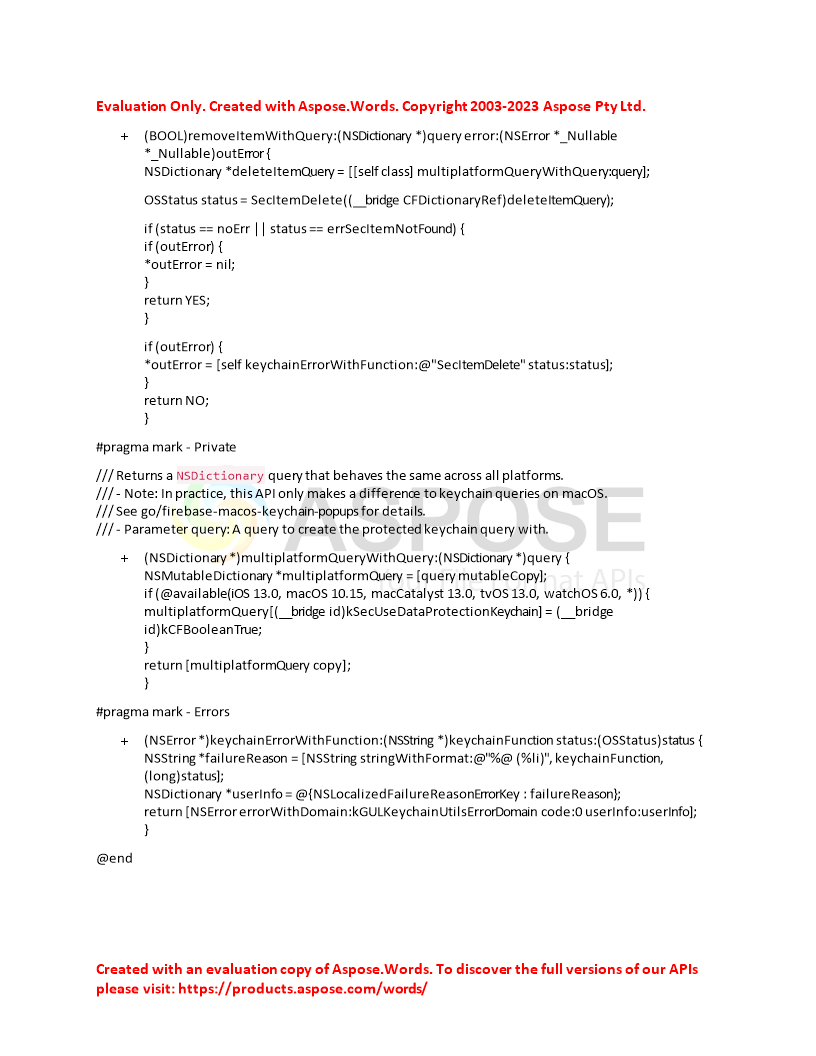 Evaluation Only. Created with Aspose.Words. Copyright 2003-2023 Aspose Pty Ltd.
+ (BOOL)removeItemWithQuery:(NSDictionary *)query error:(NSError *_Nullable
*_Nullable)outError {
NSDictionary *deleteItemQuery = [[self class] multiplatformQueryWithQuery:query];
OSStatus status = SecItemDelete((__bridge CFDictionaryRef)deleteItemQuery);
if (status == noErr || status == errSecItemNotFound) {
if (outError) {
*outError = nil;
}
return YES;
}
if (outError) {
*outError = [self keychainErrorWithFunction:@"SecItemDelete" status:status];
}
return NO;
}
#pragma mark - Private
/// Returns a NSDictionary query that behaves the same across all platforms.
/// - Note: In practice, this API only makes a difference to keychain queries on macOS.
/// See go/firebase-macos-keychain-popups for details.
/// - Parameter query: A query to create the protected keychain query with.
ASPOSE
+ (NSDictionary *)multiplatformQueryWithQuery:(NSDictionary *)query {
NSMutableDictionary *multiplatformQuery = [query mutableCopy];
if (@available(iOS 13.0, macOS 10.15, macCatalyst 13.0, tvOS 13.0, watchOS 6.0, *)) {
multiplatformQuery[(__bridge id)kSecUseDataProtectionKeychain] = (__bridge
id)kCFBooleanTrue;
}
return [multiplatformQuery copy];
}
#pragma mark - Errors
+ (NSError *)keychainErrorWithFunction:(NSString *)keychainFunction status:(OSStatus)status {
NSString *failureReason = [NSString stringWithFormat:@"%@ (%li)", keychainFunction,
(long)status];
NSDictionary *userInfo = @{NSLocalizedFailureReasonErrorKey : failureReason};
return [NSError errorWithDomain:kGULKeychainUtilsErrorDomain code:0 userInfo:userInfo];
}
@end
Created with an evaluation copy of Aspose.Words. To discover the full versions of our APIs
please visit: https://products.aspose.com/words/